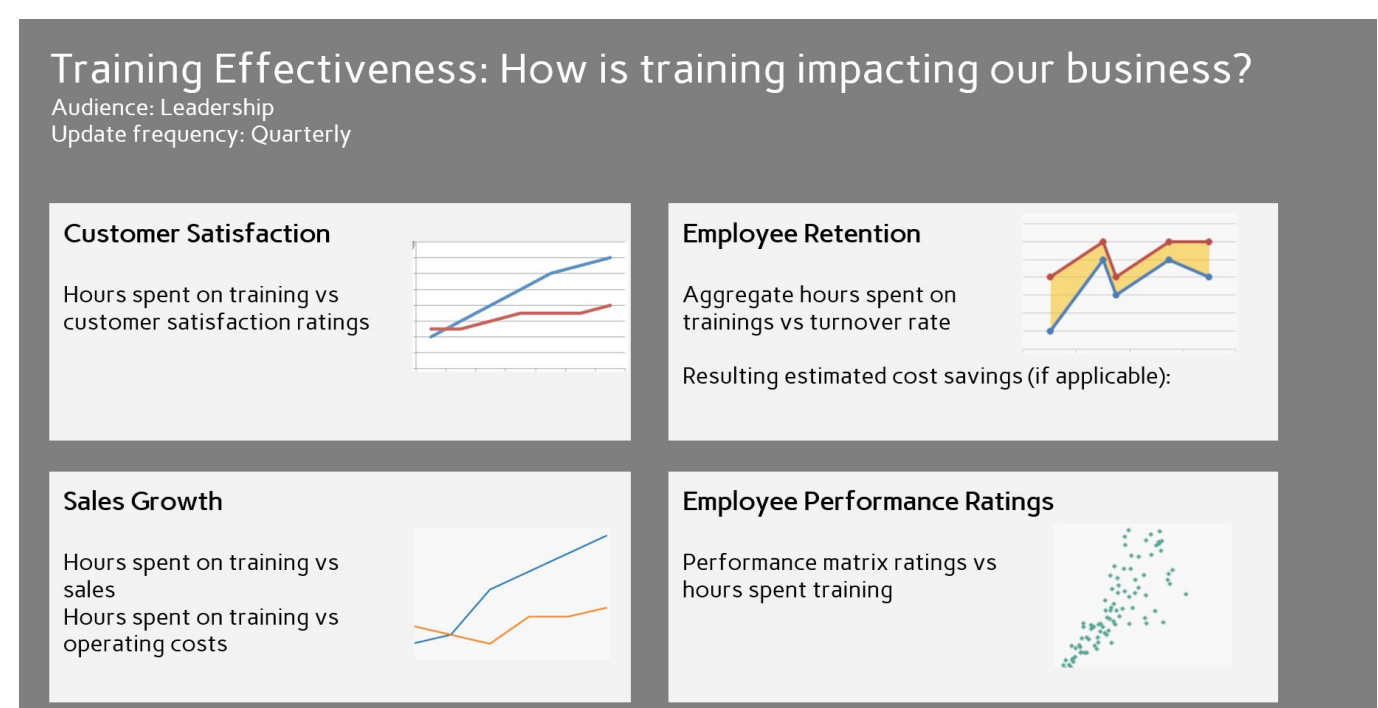 Training Effectiveness: How is training impacting our business?
Audience: Leadership
Update frequency: Quarterly
Customer Satisfaction
Hours spent on training vs
customer satisfaction ratings
Employee Retention
Aggregate hours spent on
trainings vs turnover rate
Resulting estimated cost savings (if applicable):
Sales Growth
Hours spent on training vs
sales
Hours spent on training vs
operating costs
Employee Performance Ratings
Performance matrix ratings vs
hours spent training